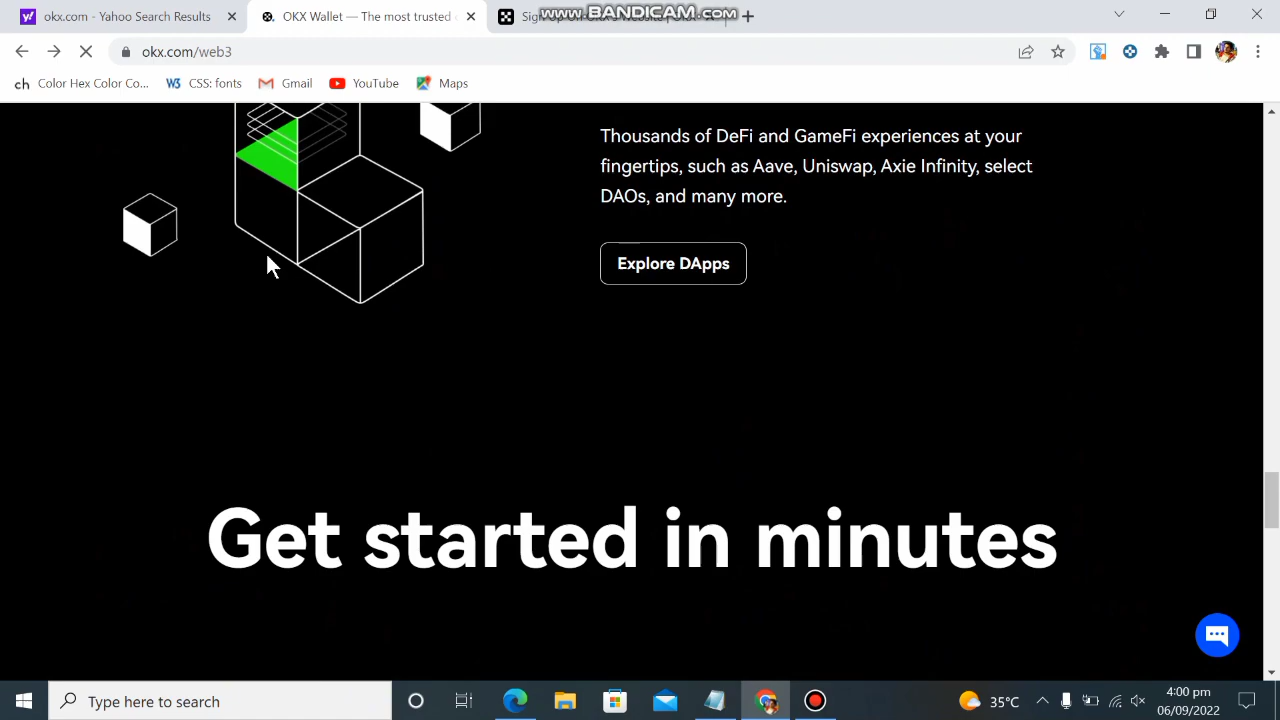 okx.com - Yahoo Search Results
OKX Wallet — The most trusted
www.BANDICAM.com
okx.com/web3
ch Color Hex Color Co...
W3 CSS: fonts
Gmail
YouTube
Maps
Thousands of DeFi and GameFi experiences at your
fingertips, such as Aave, Uniswap, Axie Infinity, select
DAOs, and many more.
Explore DApps
Get started in minutes
Type here to search
35°C
4:00 pm
06/09/2022